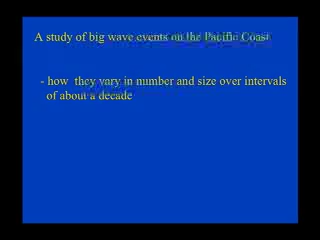 A study of big wave events on the Pacific Coast
- how they vary in number and size over intervals
of about a decade